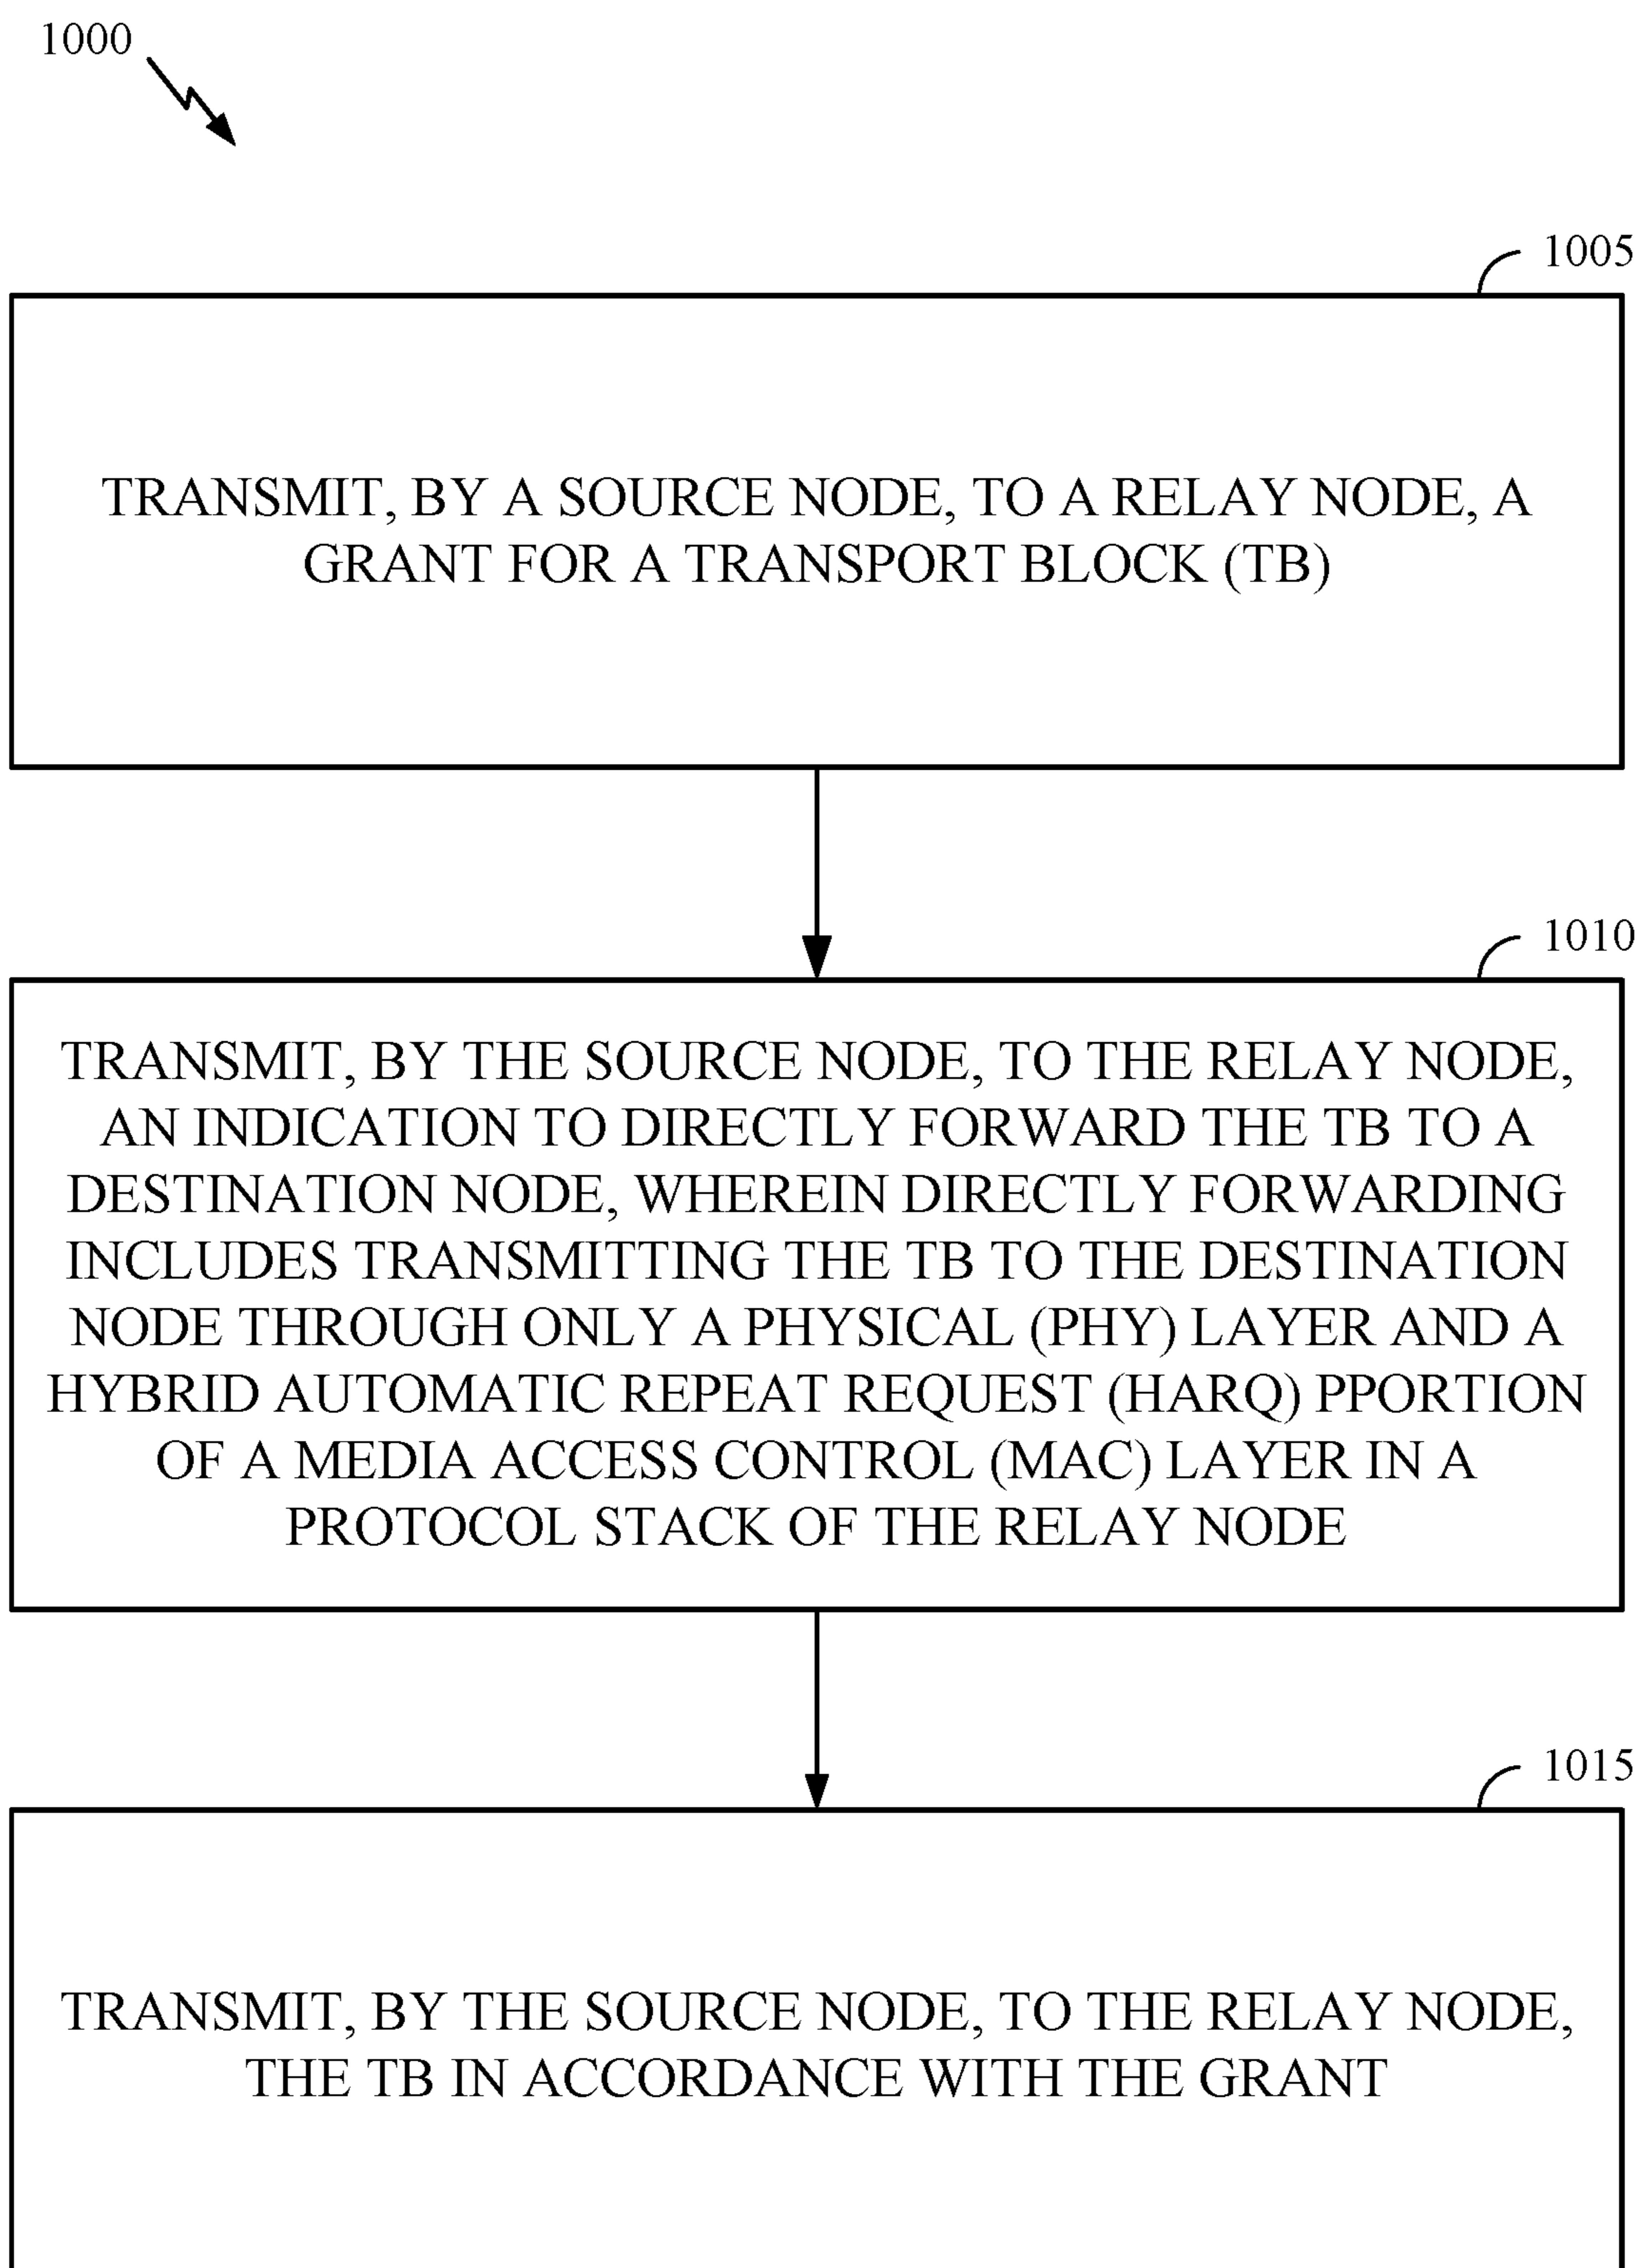 1000
1005
TRANSMIT, BY A SOURCE NODE, TO A RELAY NODE, A
GRANT FOR A TRANSPORT BLOCK (TB)
1010
TRANSMIT, BY THE SOURCE NODE, TO THE RELAY NODE,
AN INDICATION TO DIRECTLY FORWARD THE TB TO A
DESTINATION NODE, WHEREIN DIRECTLY FORWARDING
INCLUDES TRANSMITTING THE TB TO THE DESTINATION
NODE THROUGH ONLY A PHYSICAL (PHY) LAYER AND A
HYBRID AUTOMATIC REPEAT REQUEST (HARQ) PPORTION
OF A MEDIA ACCESS CONTROL (MAC) LAYER IN A
PROTOCOL STACK OF THE RELAY NODE
1015
TRANSMIT, BY THE SOURCE NODE, TO THE RELAY NODE,
THE TB IN ACCORDANCE WITH THE GRANT